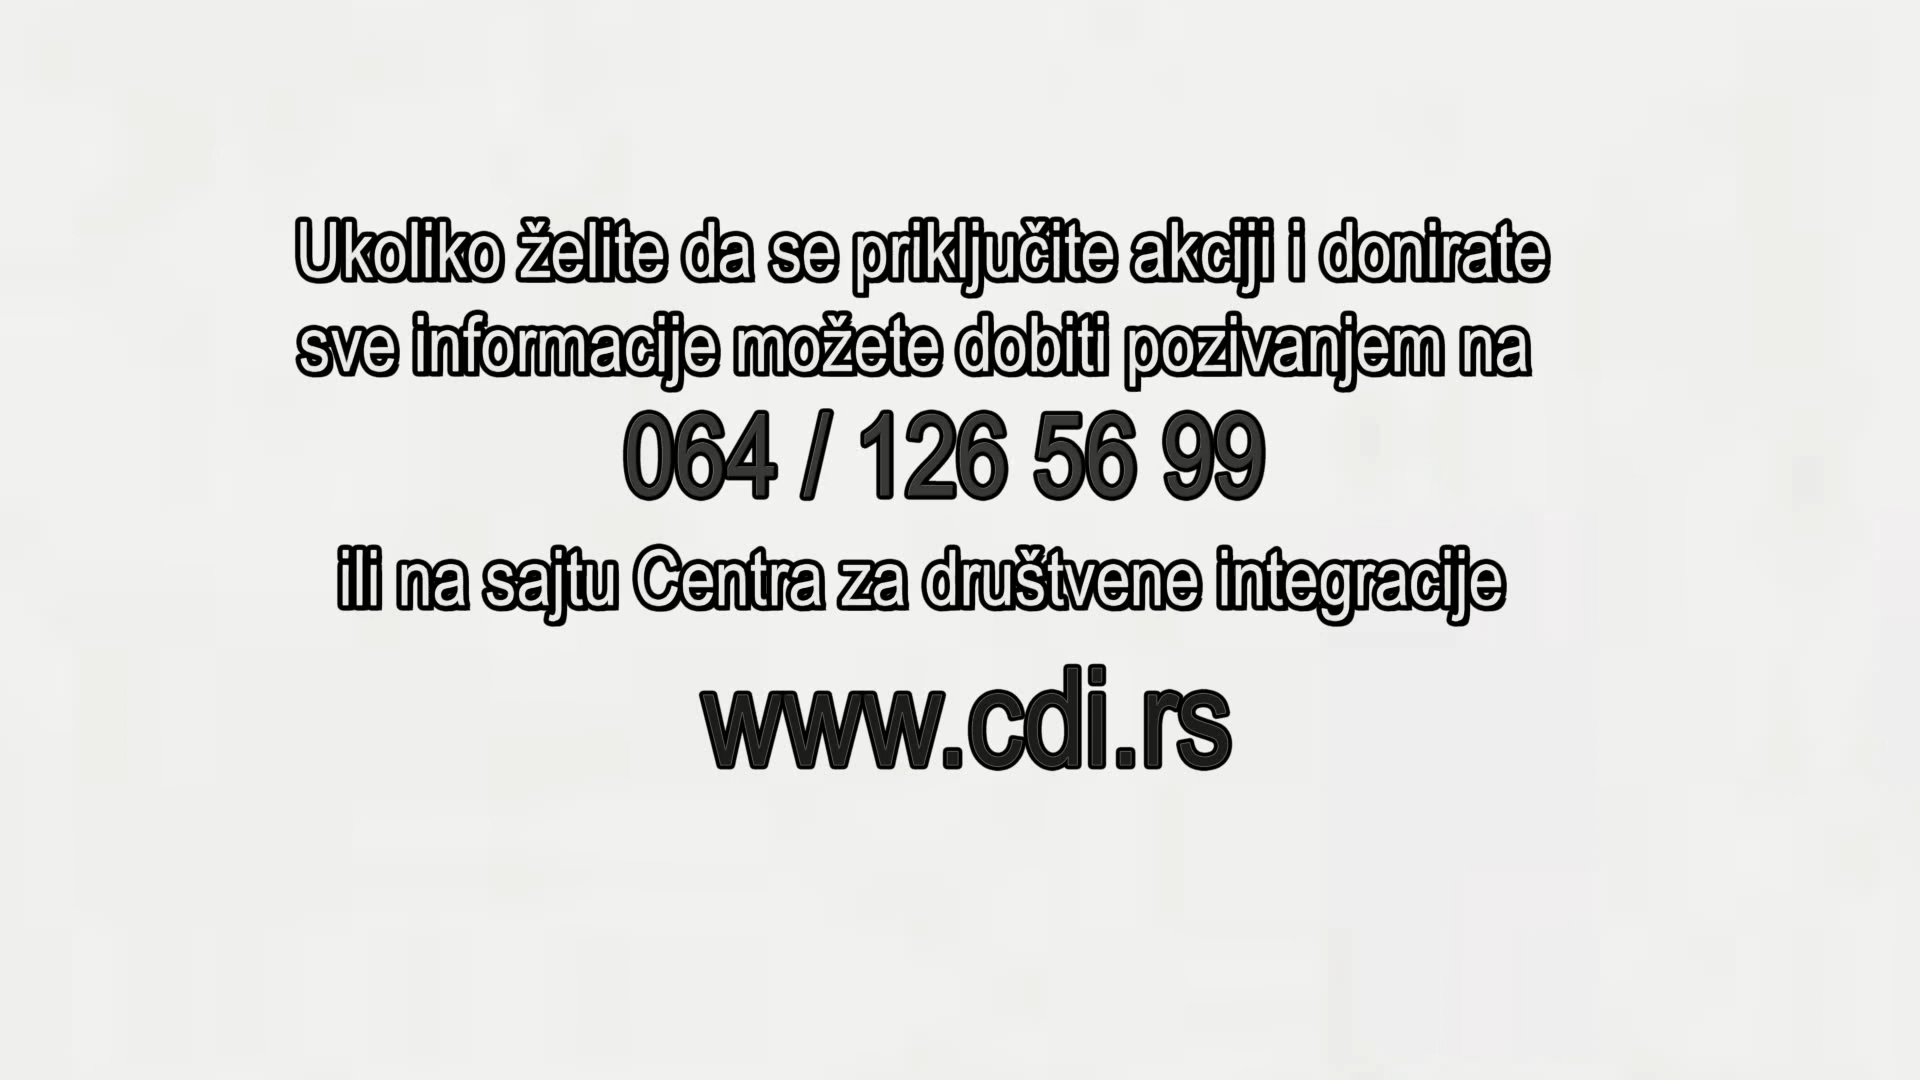 Ukoliko želite da se priključite akciji i donirate
sve informacije možete dobiti pozivanjem na
064 / 126 56 99
ili na sajtu Centra za društvene integracije
www.cdi.rs